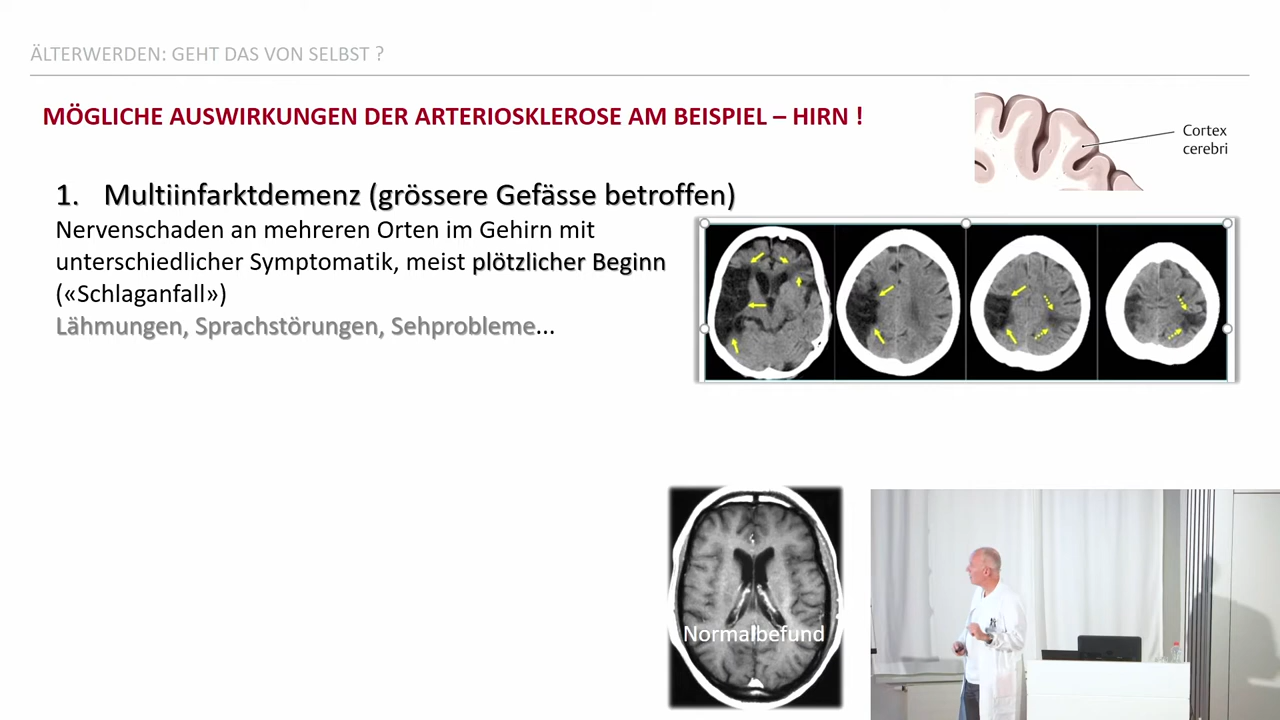 ÄLTERWERDEN: GEHT DAS VON SELBST ?
MÖGLICHE AUSWIRKUNGEN DER ARTERIOSKLEROSE AM BEISPIEL – HIRN !
Cortex
cerebri
1. Multiinfarktdemenz (grössere Gefässe betroffen)
Nervenschaden an mehreren Orten im Gehirn mit
unterschiedlicher Symptomatik, meist plötzlicher Beginn
(«Schlaganfall»)
Lähmungen, Sprachstörungen, Sehprobleme...
Normalbefund